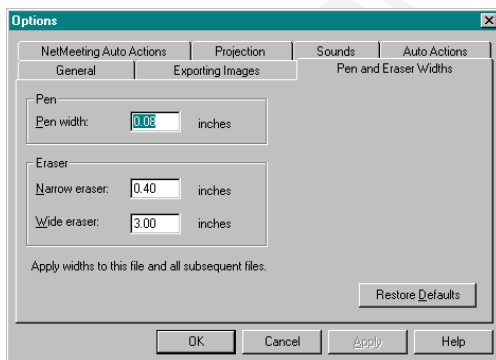 Options
NetMeeting Auto Actions Projection Sounds Auto Actions
General Exporting Images Pen and Eraser Widths
Pen
Pen width: 0.08 inches
Eraser
Narrow eraser: 0.40 inches
Wide eraser: 3.00 inches
Apply widths to this file and all subsequent files.
Restore Defaults
OK Cancel Apply Help